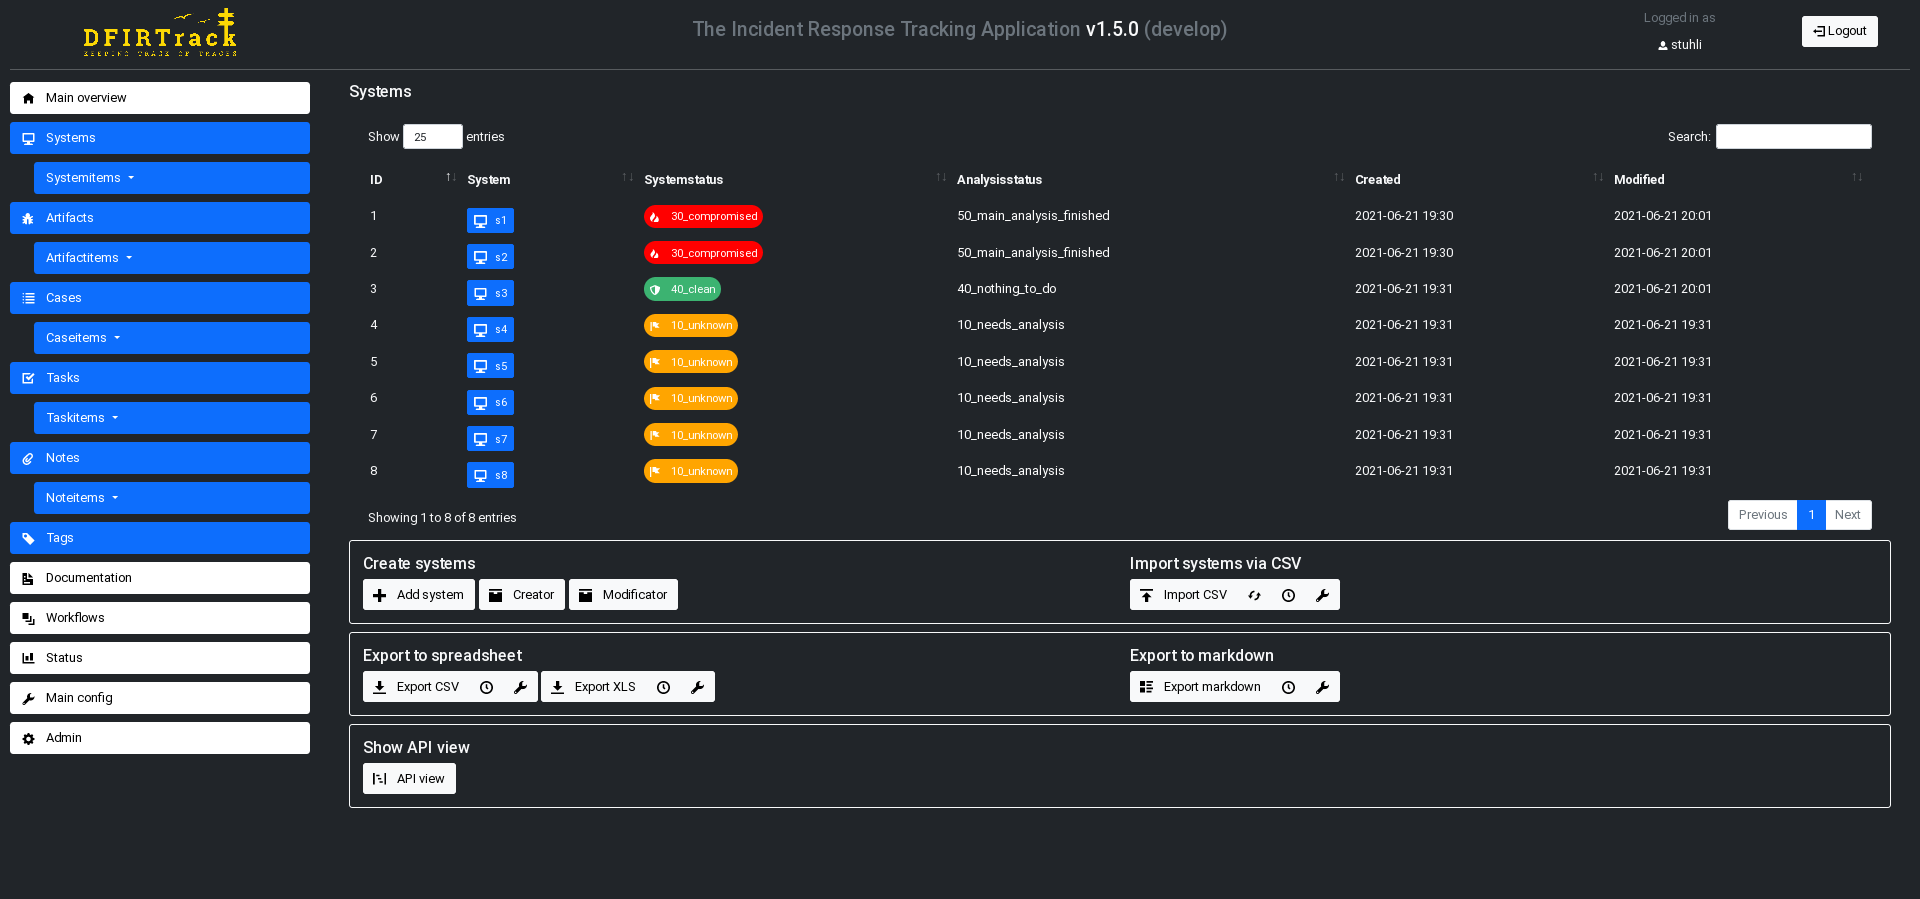 DFIRTrack
KEEPING TRACK OF TRACES
The Incident Response Tracking Application v1.5.0 (develop)
Logged in as
stuhli
Logout
Main overview
Systems
Systemitems
Artifacts
Artifactitems
Cases
Caseitems
Tasks
Taskitems
Notes
Noteitems
Tags
Documentation
Workflows
Status
Main config
Admin
Systems
Show 25 entries
Search:
ID System Systemstatus Analysisstatus Created Modified
1 s1 30_compromised 50_main_analysis_finished 2021-06-21 19:30 2021-06-21 20:01
2 s2 30_compromised 50_main_analysis_finished 2021-06-21 19:30 2021-06-21 20:01
3 s3 40_clean 40_nothing_to_do 2021-06-21 19:31 2021-06-21 20:01
4 s4 10_unknown 10_needs_analysis 2021-06-21 19:31 2021-06-21 19:31
5 s5 10_unknown 10_needs_analysis 2021-06-21 19:31 2021-06-21 19:31
6 s6 10_unknown 10_needs_analysis 2021-06-21 19:31 2021-06-21 19:31
7 s7 10_unknown 10_needs_analysis 2021-06-21 19:31 2021-06-21 19:31
8 s8 10_unknown 10_needs_analysis 2021-06-21 19:31 2021-06-21 19:31
Showing 1 to 8 of 8 entries
Previous 1 Next
Create systems
Add system Creator Modificator
Import systems via CSV
Import CSV
Export to spreadsheet
Export CSV Export XLS
Export to markdown
Export markdown
Show API view
API view